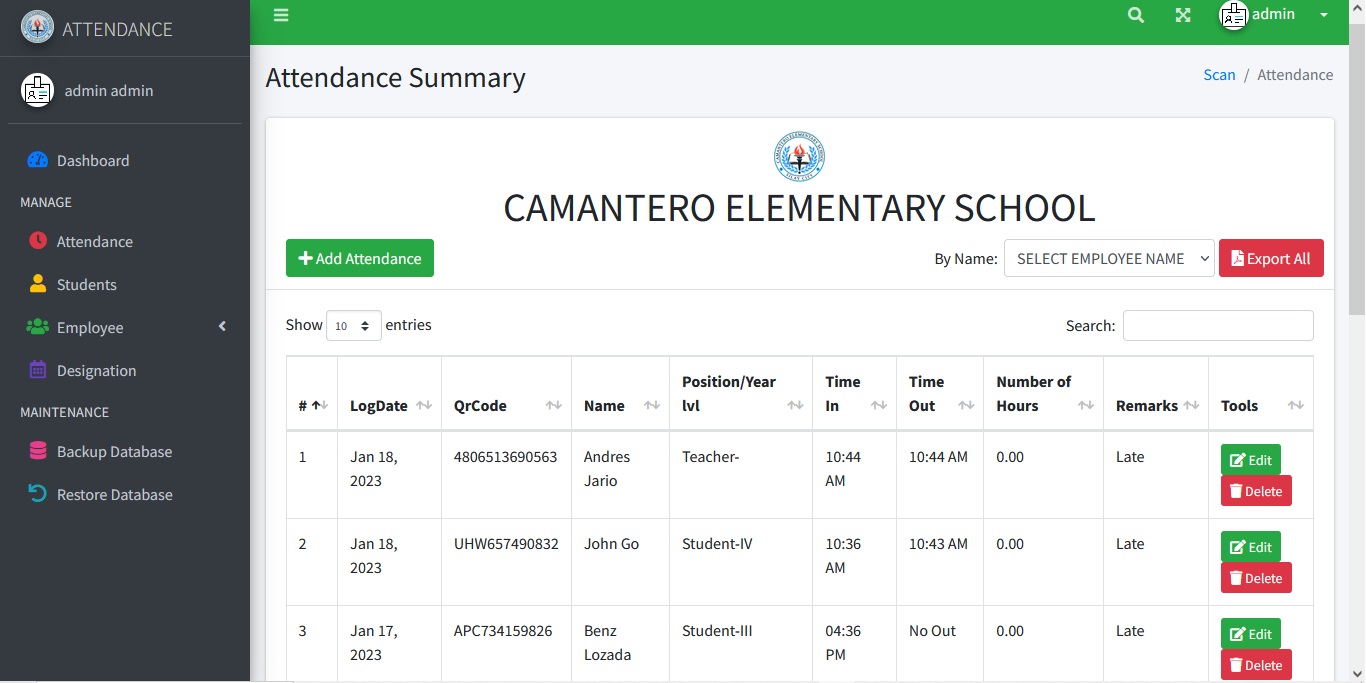 ATTENDANCE
admin
admin admin
Attendance Summary
Scan / Attendance
Dashboard
MANAGE
Attendance
Students
Employee
Designation
MAINTENANCE
Backup Database
Restore Database
CAMANTERO ELEMENTARY SCHOOL
Add Attendance
By Name: SELECT EMPLOYEE NAME Export All
Show 10 entries
Search:
# LogDate QrCode Name Position/Year lvl Time In Time Out Number of Hours Remarks Tools
1 Jan 18, 2023 4806513690563 Andres Jario Teacher- 10:44 AM 10:44 AM 0.00 Late Edit
Delete
2 Jan 18, 2023 UHW657490832 John Go Student-IV 10:36 AM 10:43 AM 0.00 Late Edit
Delete
3 Jan 17, 2023 APC734159826 Benz Lozada Student-III 04:36 PM No Out 0.00 Late Edit
Delete